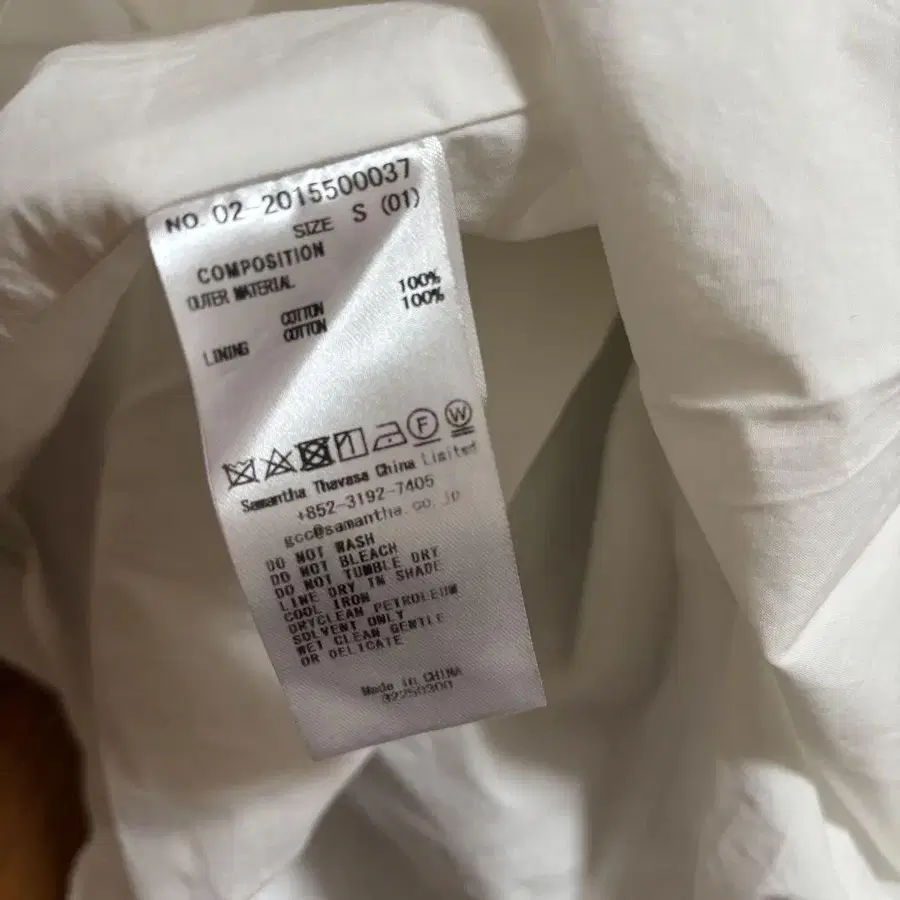 NO. 02-2015500037
SIZE S (01)
COMPOSITION
OUTER MATERIAL
COTTON 100%
LINING COTTON 100%
F W
Samantha Thavasa China Limited
+852-3192-7405
gcc@samantha.co.jp
DO NOT WASH
DO NOT BLEACH
DO NOT TUMBLE DRY
LINE DRY IN SHADE
COOL IRON
DRYCLEAN PETROLEUM
SOLVENT ONLY
WET CLEAN GENTLE
OR DELICATE
Made in CHINA